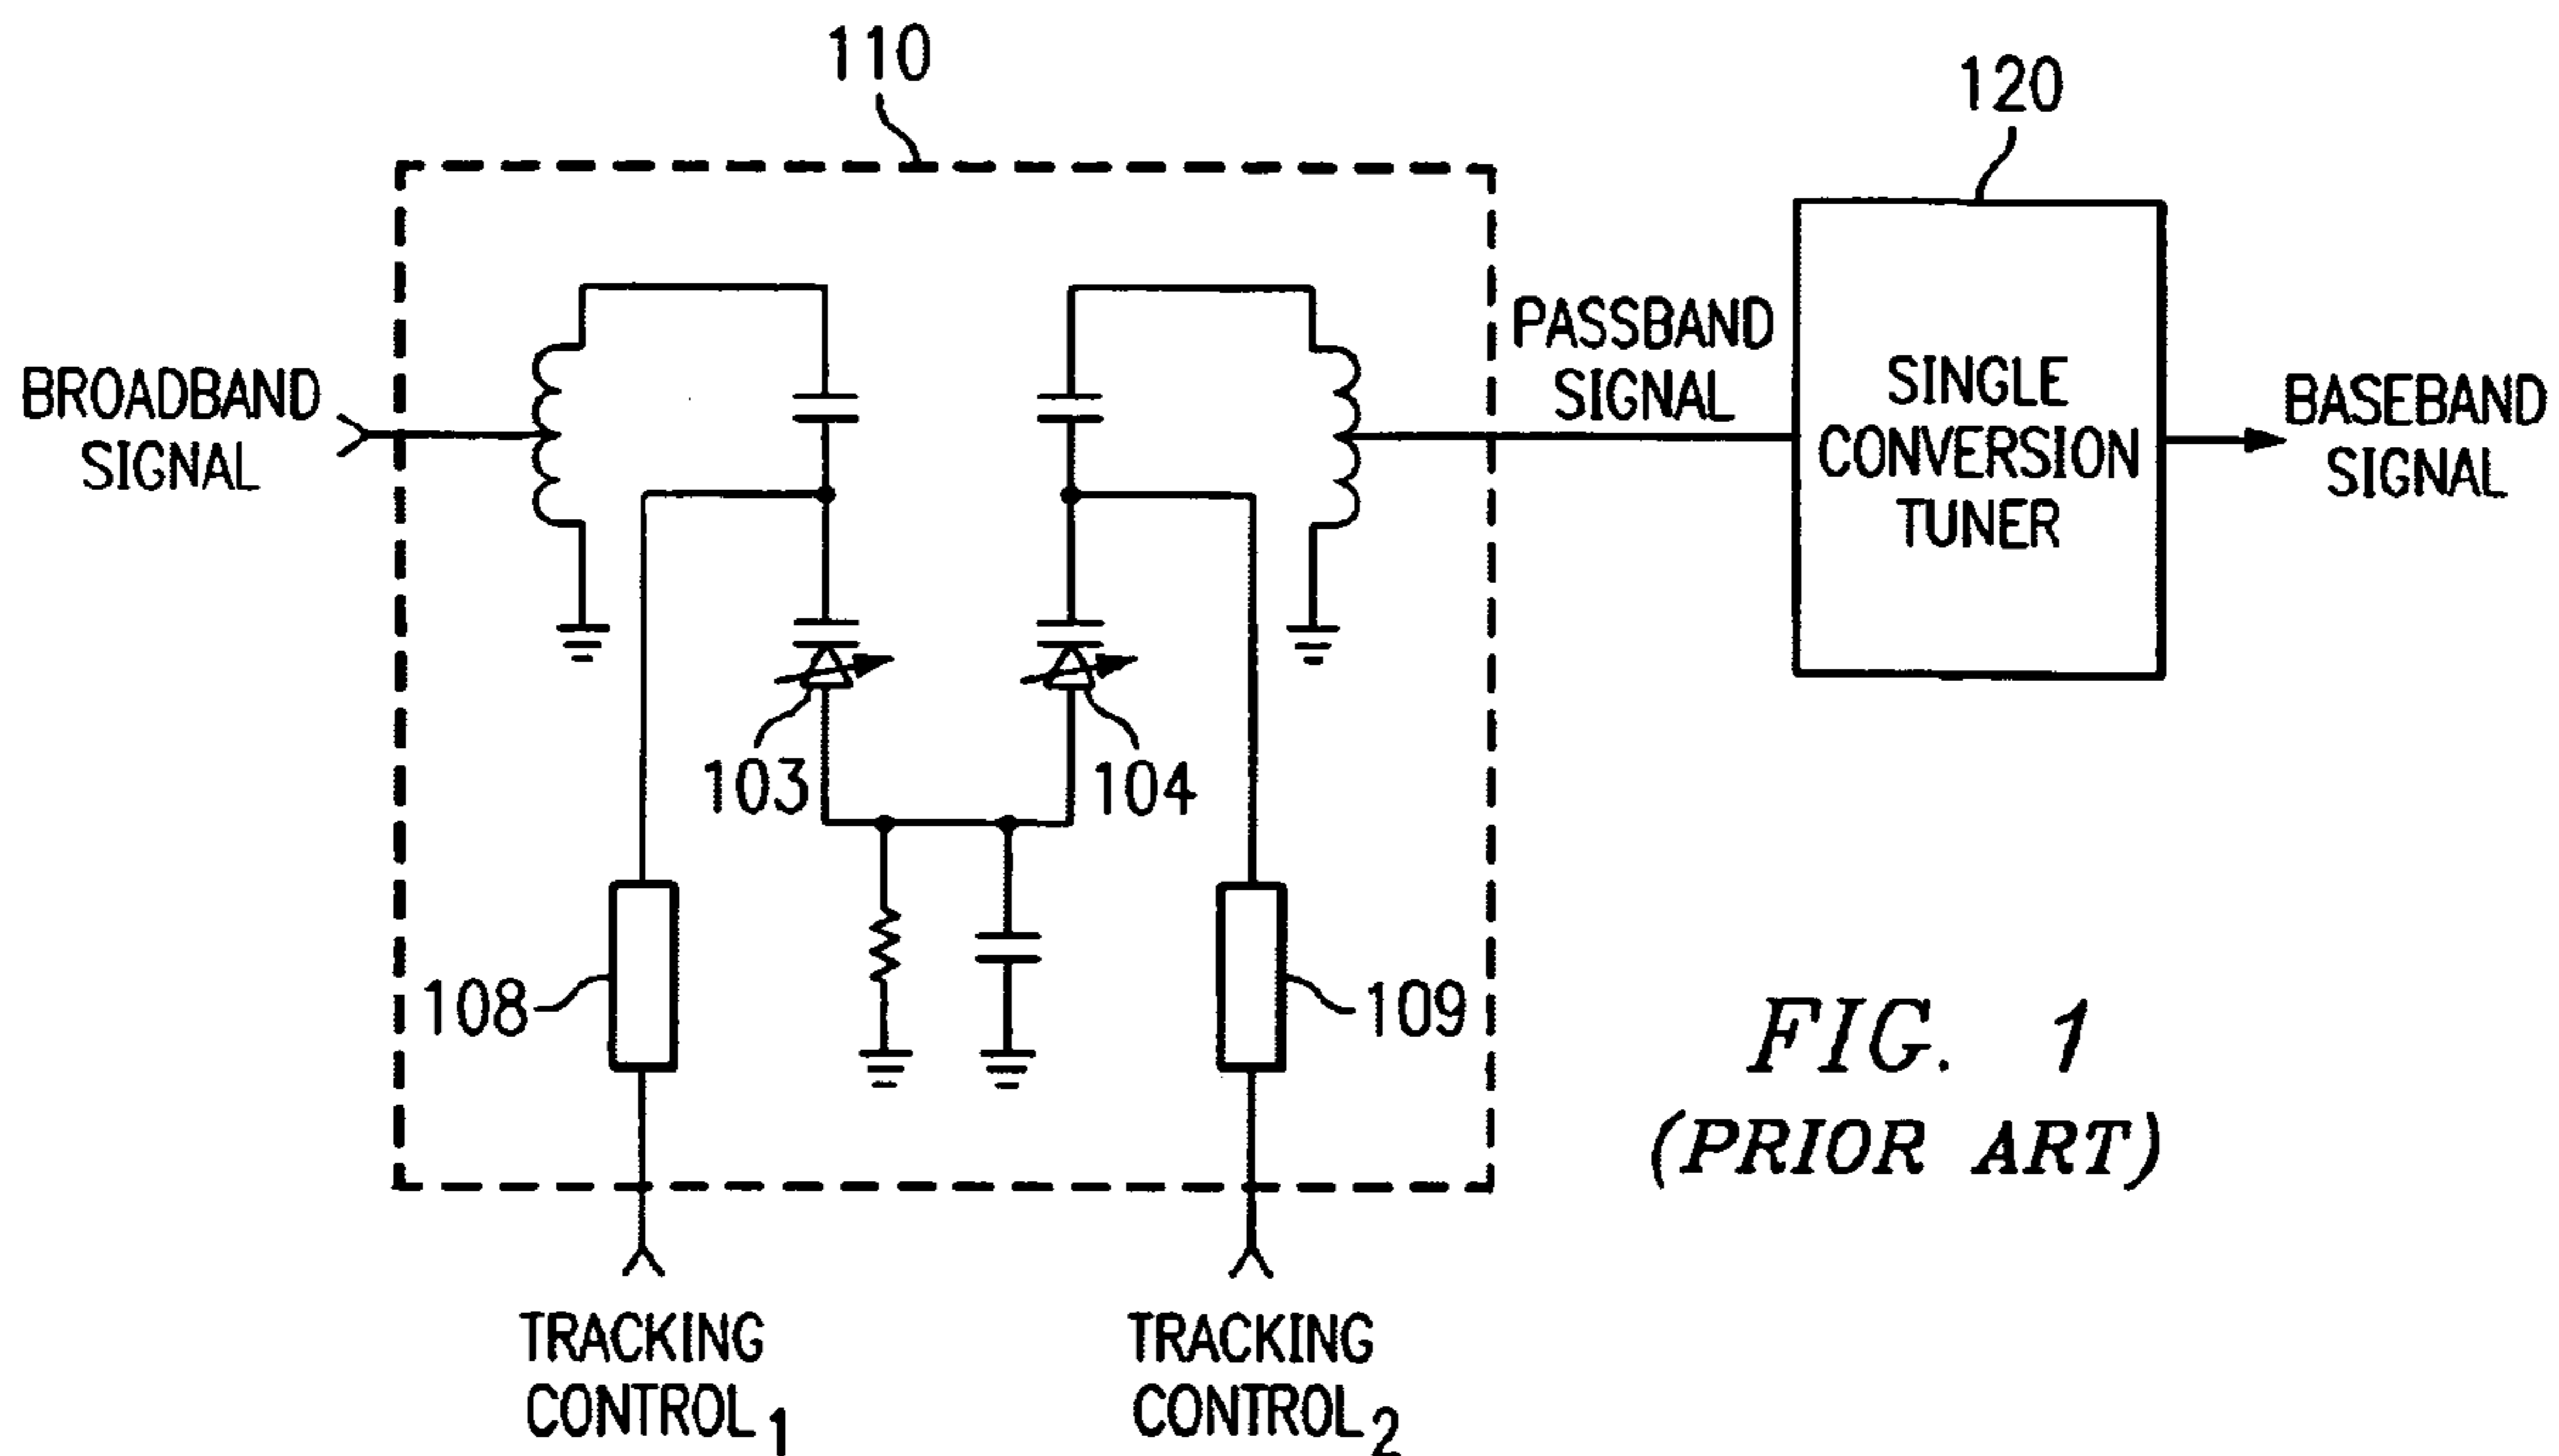 110
120
BROADBAND
SIGNAL
PASSBAND
SIGNAL
SINGLE
CONVERSION
TUNER
BASEBAND
SIGNAL
103
104
108
109
FIG. 1
(PRIOR ART)
TRACKING
CONTROL1
TRACKING
CONTROL2